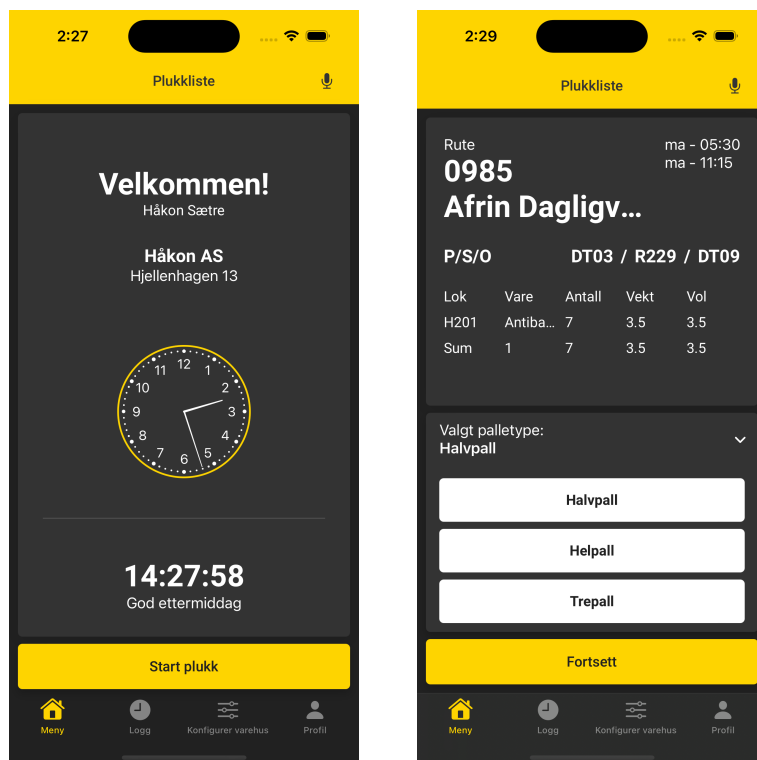 2:27
Plukkliste
Velkommen!
Håkon Sætre
Håkon AS
Hjellenhagen 13
12
11 1
10 2
9 3
8 4
7 5
6
14:27:58
God ettermiddag
Start plukk
Meny Logg Konfigurer varehus Profil
2:29
Plukkliste
Rute ma - 05:30
0985 ma - 11:15
Afrin Dagligv...
P/S/O DT03 / R229 / DT09
Lok Vare Antall Vekt Vol
H201 Antiba... 7 3.5 3.5
Sum 1 7 3.5 3.5
Valgt palletype:
Halvpall
Halvpall
Helpall
Trepall
Fortsett
Meny Logg Konfigurer varehus Profil